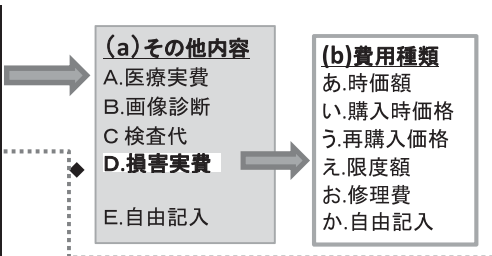 (a)その他内容
A.医療実費
B.画像診断
C 検査代
D.損害実費
E.自由記入
(b)費用種類
あ.時価額
い.購入時価格
う.再購入価格
え.限度額
お.修理費
か.自由記入